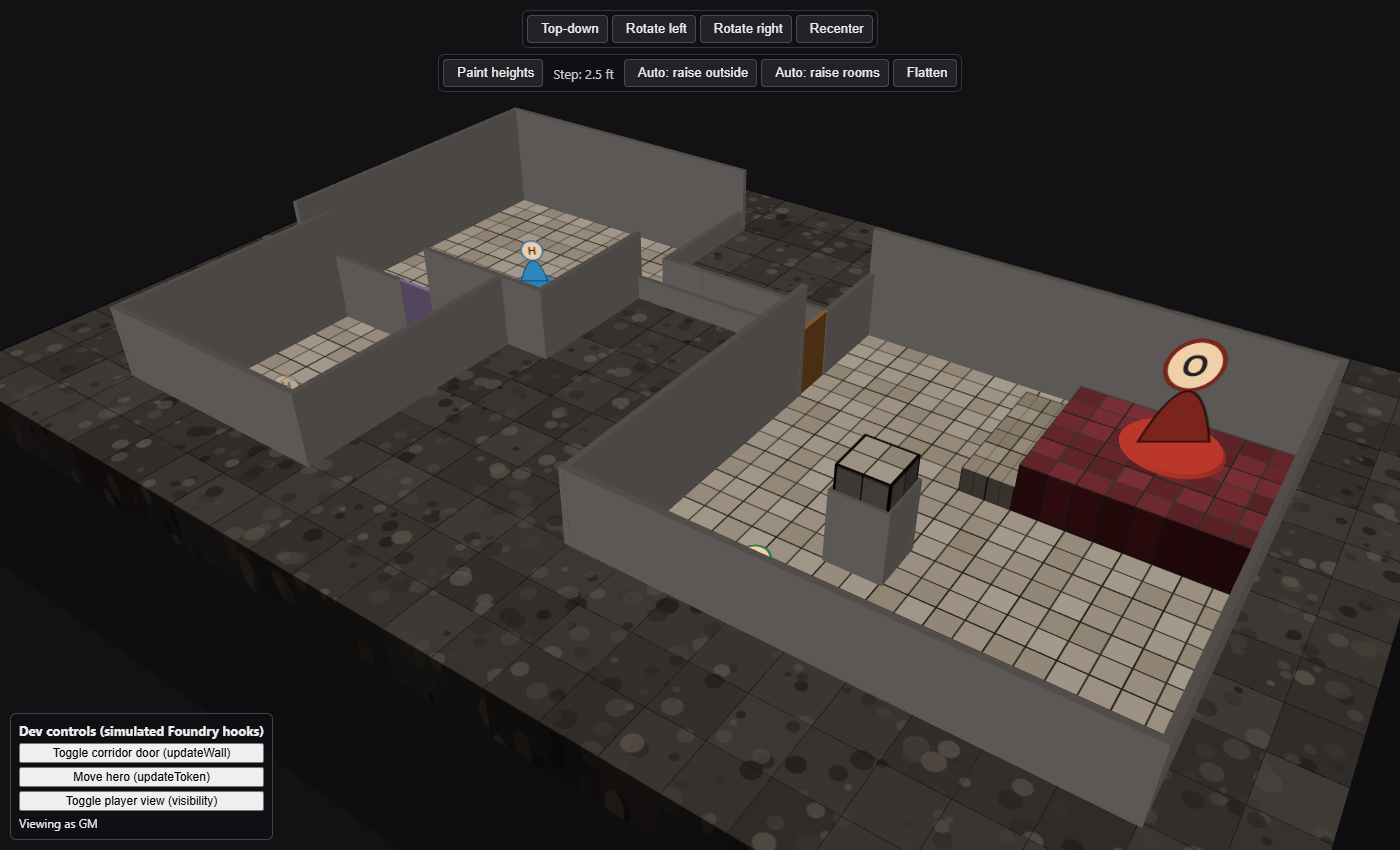 Top-down Rotate left Rotate right Recenter
Paint heights Step: 2.5 ft Auto: raise outside Auto: raise rooms Flatten
H
O
Dev controls (simulated Foundry hooks)
Toggle corridor door (updateWall)
Move hero (updateToken)
Toggle player view (visibility)
Viewing as GM